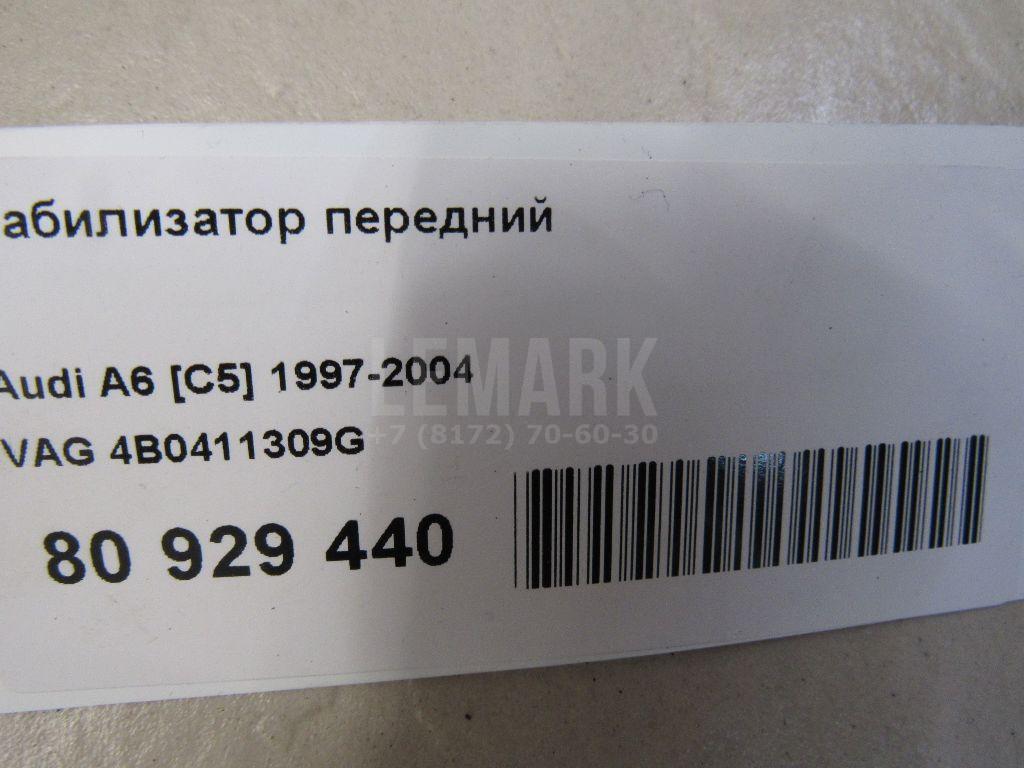 абилизатор передний
Audi A6 [C5] 1997-2004
VAG 4B0411309G
80 929 440
LEMARK
+7 (8172) 70-60-30